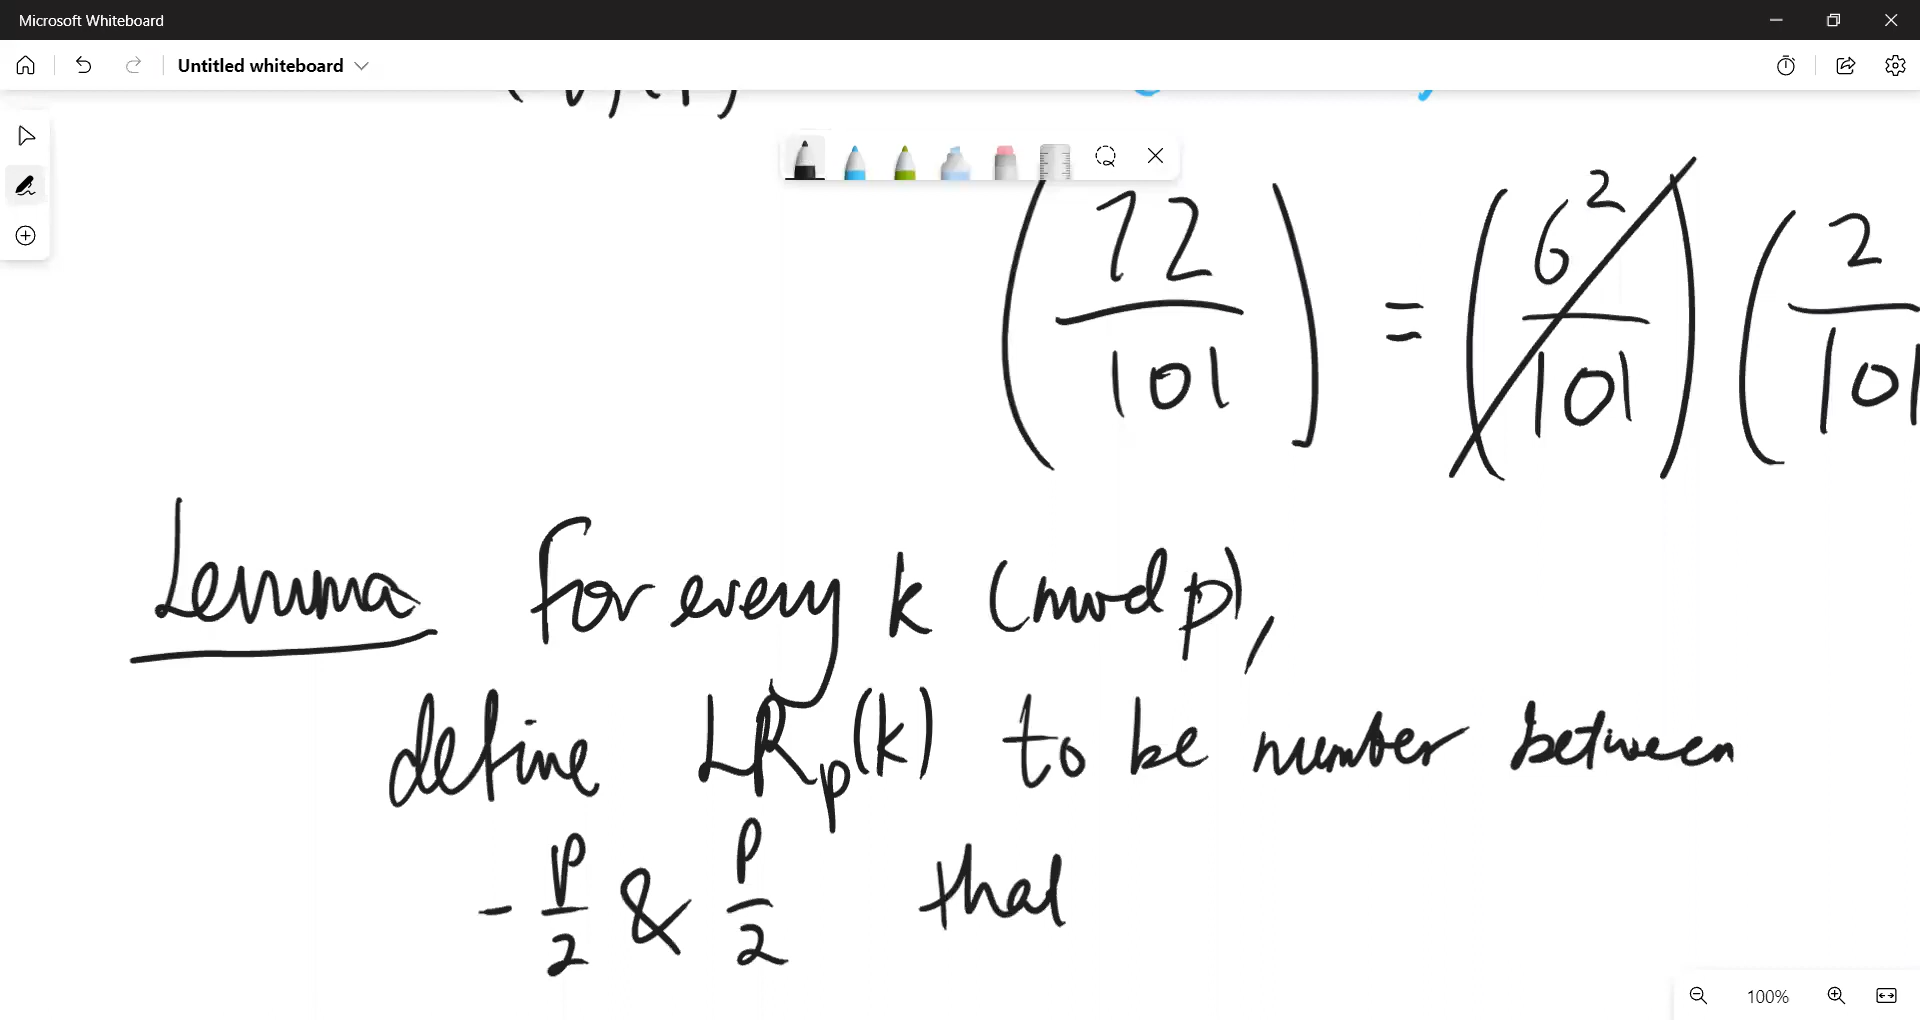 Microsoft Whiteboard
Untitled whiteboard
(72/101) = (6²/101) (2/101
Lemma For every k (mod p),
define LRₚ(k) to be number between
- p/2 & p/2 that
100%